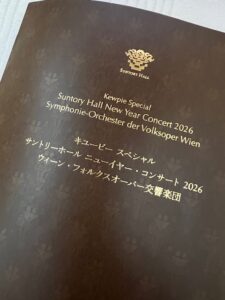 SUNTORY HALL
Kewpie Special
Suntory Hall New Year Concert 2026
Symphonie-Orchester der Volksoper Wien
キユーピー スペシャル
サントリーホール ニューイヤー・コンサート 2026
ウィーン・フォルクスオーパー交響楽団